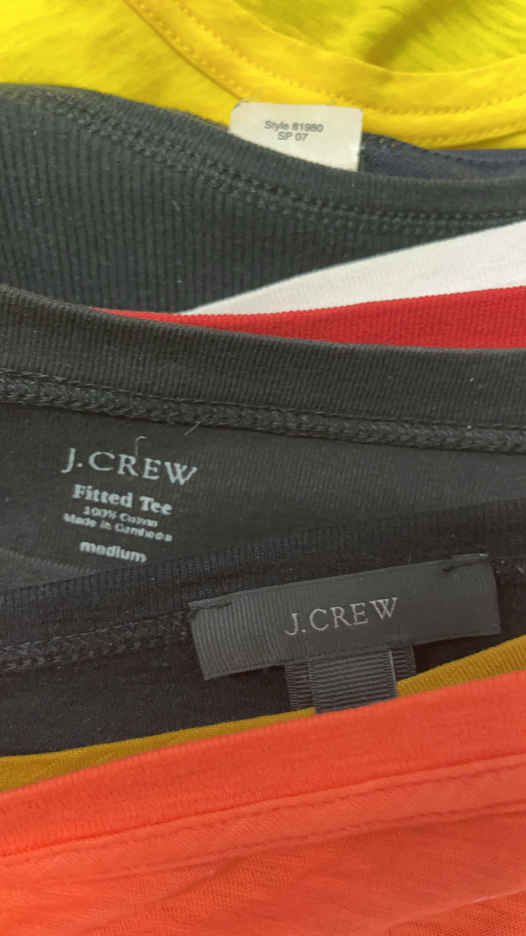 Style 81980
SP 07
J.CREW
Fitted Tee
100% Cotton
Made in Cambodia
medium
J.CREW